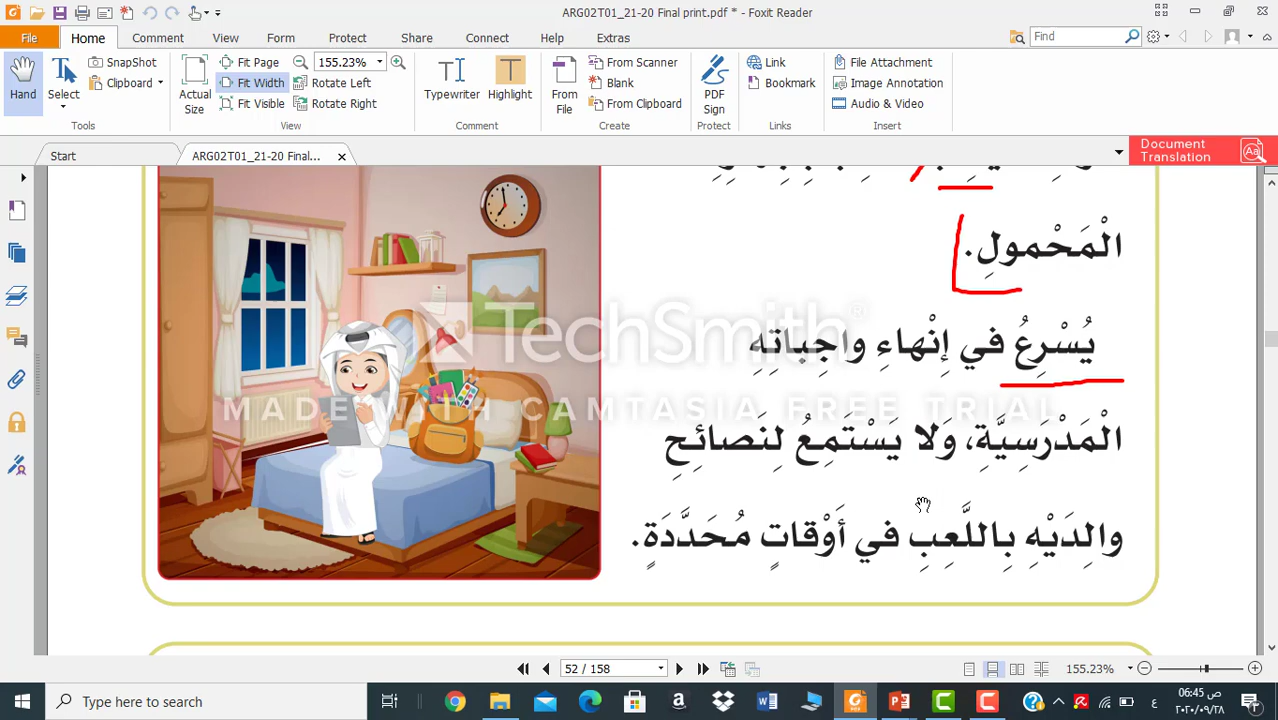 ARG02T01_21-20 Final print.pdf * - Foxit Reader
File Home Comment View Form Protect Share Connect Help Extras
Find
Hand
Select
SnapShot
Clipboard
Actual Size
Fit Page
Fit Width
Fit Visible
155.23%
Rotate Left
Rotate Right
Typewriter
Highlight
From File
From Scanner
Blank
From Clipboard
PDF Sign
Link
Bookmark
File Attachment
Image Annotation
Audio & Video
Tools
View
Comment
Create
Protect
Links
Insert
Start
ARG02T01_21-20 Final...
Document Translation
الْمَحْمولِ.
يُسْرِعُ في إِنْهاءِ واجِباتِهِ
الْمَدْرَسِيَّةِ، وَلا يَسْتَمِعُ لِنَصائِحِ
والِدَيْهِ بِاللَّعِبِ في أَوْقاتٍ مُحَدَّدَةٍ.
TechSmith
MADE WITH CAMTASIA FREE TRIAL
52 / 158
155.23%
Type here to search
ع
06:45 ص
٢٠٢٠/٠٩/٢٨